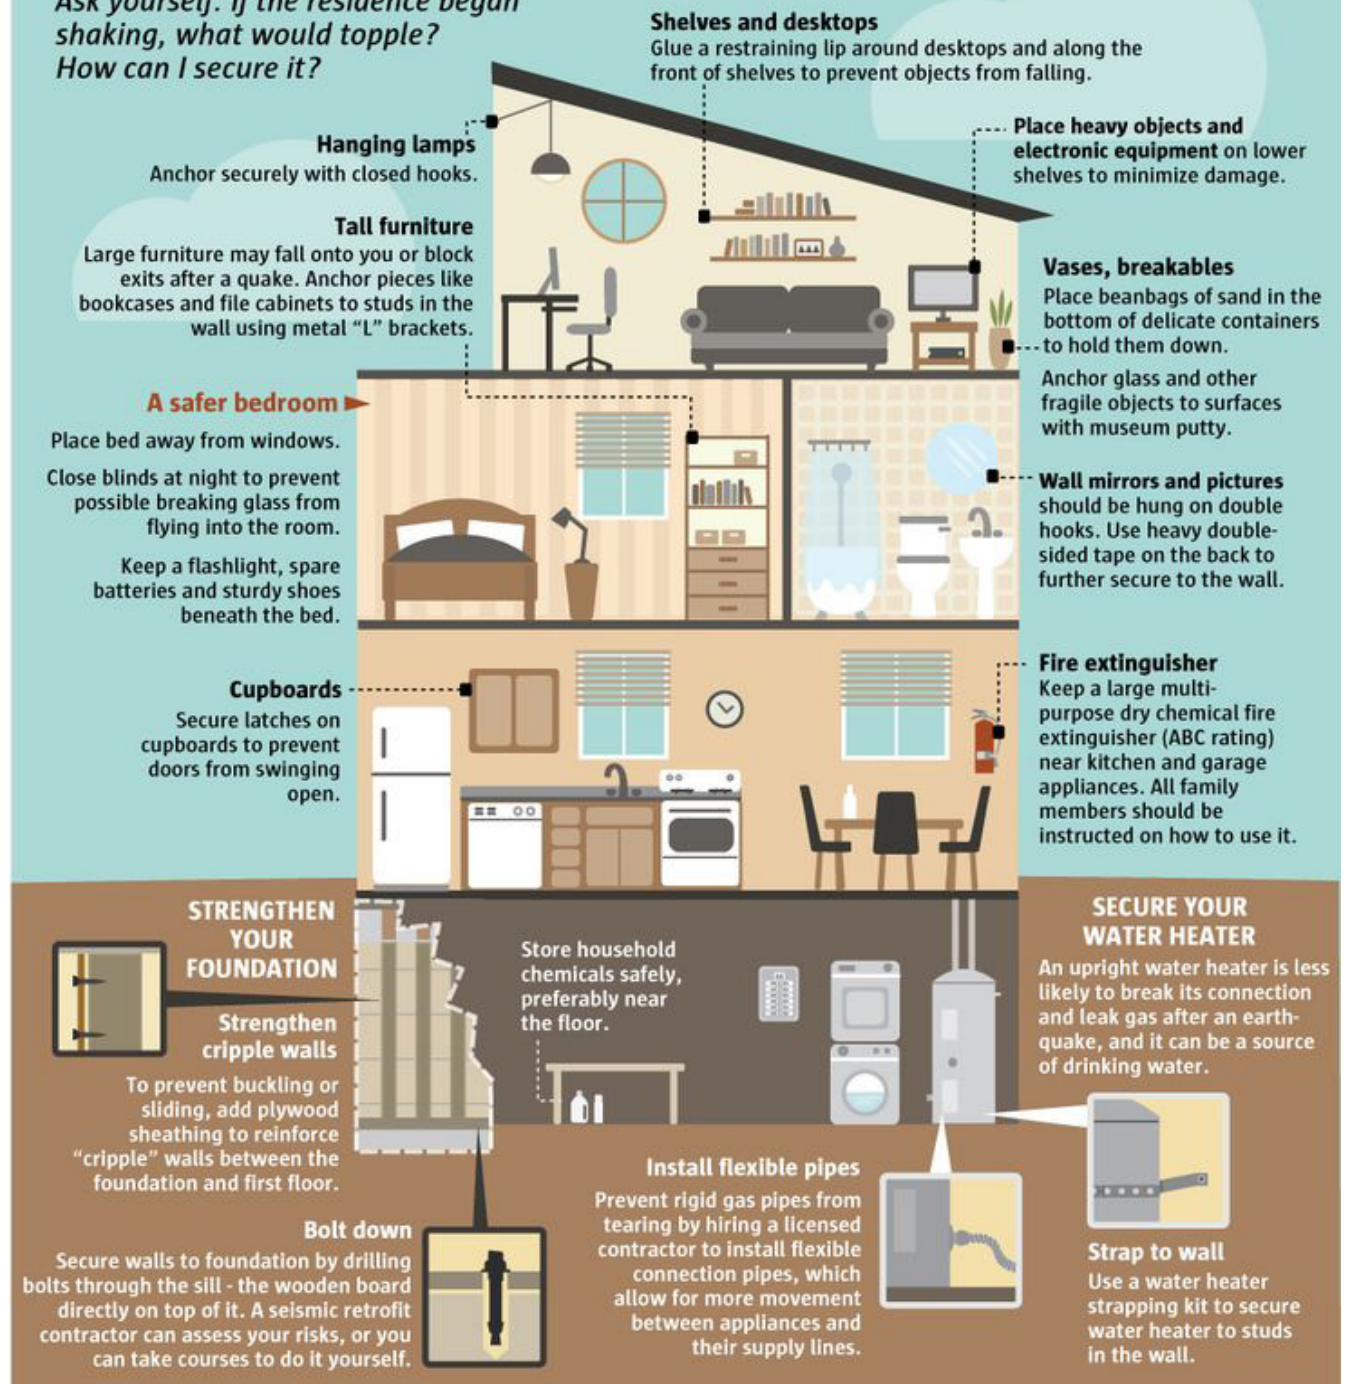 Ask yourself: If the residence began
shaking, what would topple?
How can I secure it?
Shelves and desktops
Glue a restraining lip around desktops and along the
front of shelves to prevent objects from falling.
Hanging lamps
Anchor securely with closed hooks.
Place heavy objects and
electronic equipment on lower
shelves to minimize damage.
Tall furniture
Large furniture may fall onto you or block
exits after a quake. Anchor pieces like
bookcases and file cabinets to studs in the
wall using metal “L” brackets.
Vases, breakables
Place beanbags of sand in the
bottom of delicate containers
to hold them down.
Anchor glass and other
fragile objects to surfaces
with museum putty.
A safer bedroom
Place bed away from windows.
Close blinds at night to prevent
possible breaking glass from
flying into the room.
Keep a flashlight, spare
batteries and sturdy shoes
beneath the bed.
Wall mirrors and pictures
should be hung on double
hooks. Use heavy double-
sided tape on the back to
further secure to the wall.
Cupboards
Secure latches on
cupboards to prevent
doors from swinging
open.
Fire extinguisher
Keep a large multi-
purpose dry chemical fire
extinguisher (ABC rating)
near kitchen and garage
appliances. All family
members should be
instructed on how to use it.
STRENGTHEN
YOUR
FOUNDATION
Strengthen
cripple walls
To prevent buckling or
sliding, add plywood
sheathing to reinforce
“cripple” walls between the
foundation and first floor.
Bolt down
Secure walls to foundation by drilling
bolts through the sill - the wooden board
directly on top of it. A seismic retrofit
contractor can assess your risks, or you
can take courses to do it yourself.
Store household
chemicals safely,
preferably near
the floor.
Install flexible pipes
Prevent rigid gas pipes from
tearing by hiring a licensed
contractor to install flexible
connection pipes, which
allow for more movement
between appliances and
their supply lines.
SECURE YOUR
WATER HEATER
An upright water heater is less
likely to break its connection
and leak gas after an earth-
quake, and it can be a source
of drinking water.
Strap to wall
Use a water heater
strapping kit to secure
water heater to studs
in the wall.